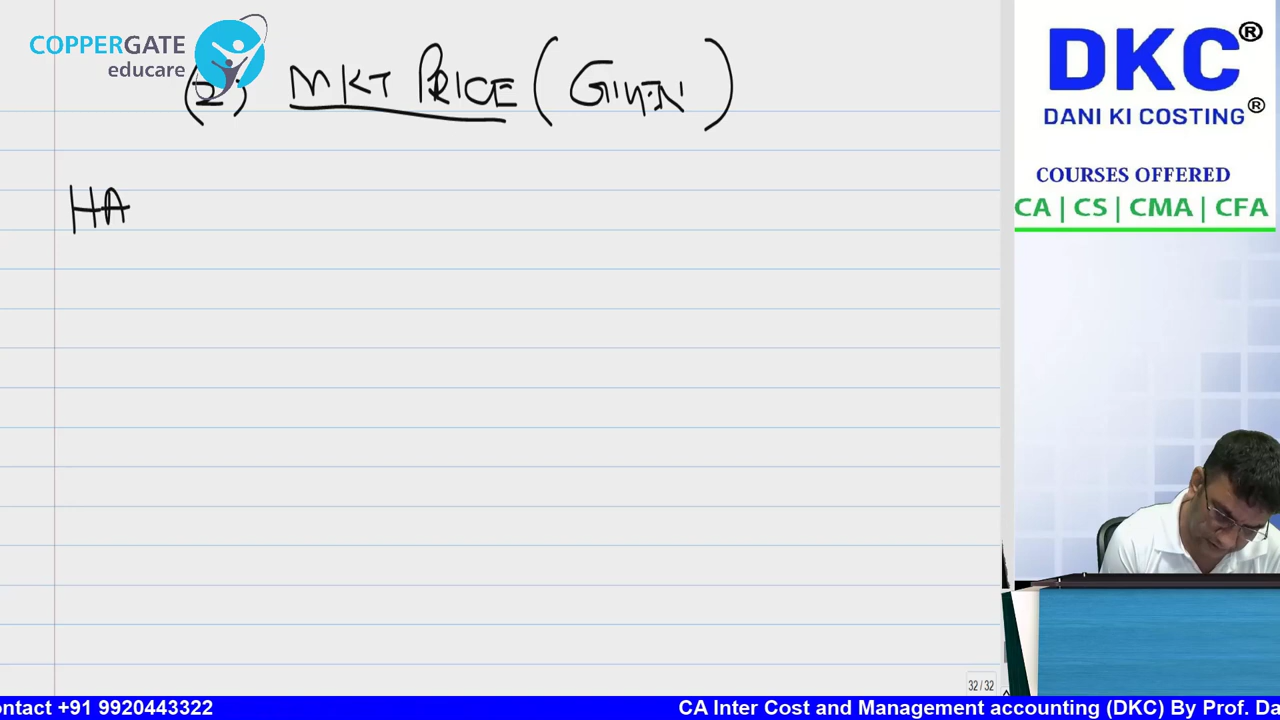 COPPERGATE
educare
(2) MKT PRICE (GIVEN)
HA
32/32
DKC®
DANI KI COSTING®
COURSES OFFERED
CA | CS | CMA | CFA
ontact +91 9920443322
CA Inter Cost and Management accounting (DKC) By Prof. Da